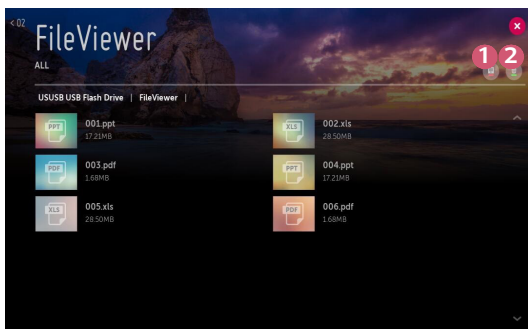 < 02
FileViewer
ALL
1 2
USUSB USB Flash Drive | FileViewer |
PPT 001.ppt
17.21MB
XLS 002.xls
28.50MB
PDF 003.pdf
1.68MB
PPT 004.ppt
17.21MB
XLS 005.xls
28.50MB
PDF 006.pdf
1.68MB